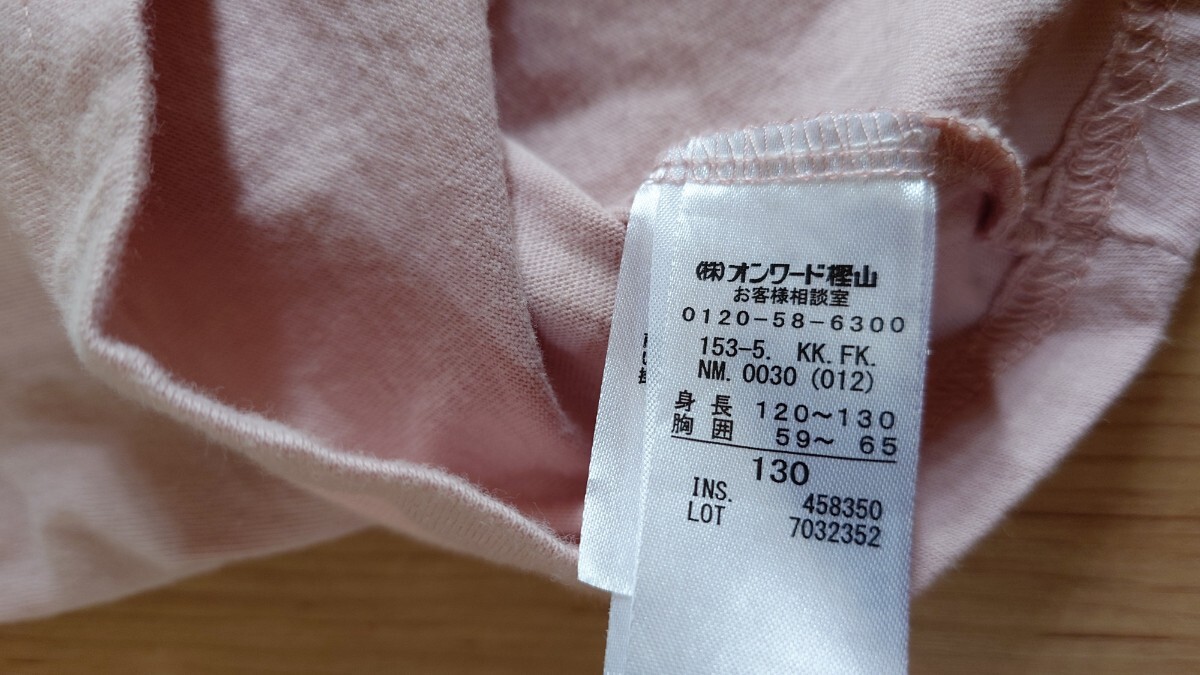 (株)オンワード樫山
お客様相談室
0120-58-6300
153-5. KK. FK.
NM. 0030 (012)
身長 120~130
胸囲 59~ 65
130
INS. 458350
LOT 7032352